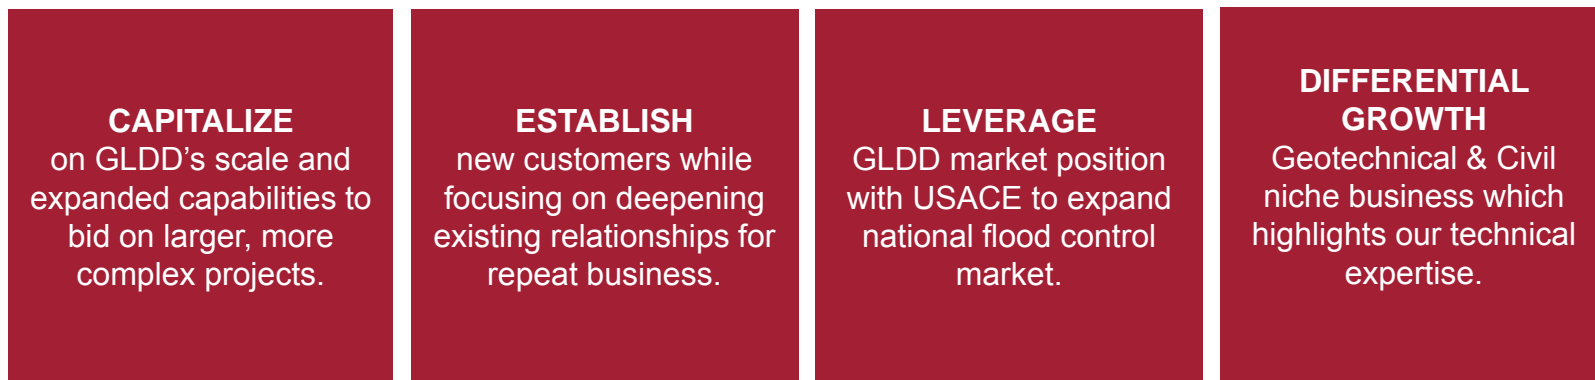 CAPITALIZE
on GLDD’s scale and
expanded capabilities to
bid on larger, more
complex projects.
ESTABLISH
new customers while
focusing on deepening
existing relationships for
repeat business.
LEVERAGE
GLDD market position
with USACE to expand
national flood control
market.
DIFFERENTIAL
GROWTH
Geotechnical & Civil
niche business which
highlights our technical
expertise.